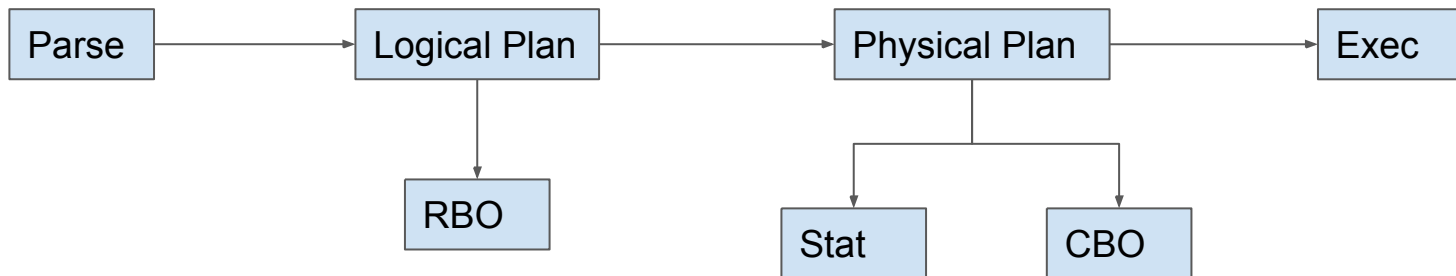 Parse
Logical Plan
Physical Plan
Exec
RBO
Stat
CBO